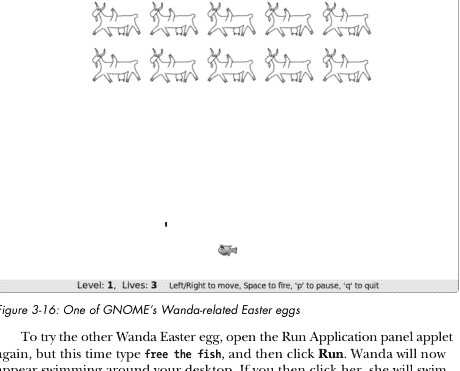 Level: 1, Lives: 3 Left/Right to move, Space to fire, 'p' to pause, 'q' to quit
Figure 3-16: One of GNOME's Wanda-related Easter eggs
To try the other Wanda Easter egg, open the Run Application panel applet
again, but this time type free the fish, and then click Run. Wanda will now
appear swimming around your desktop. If you then click her, she will swim